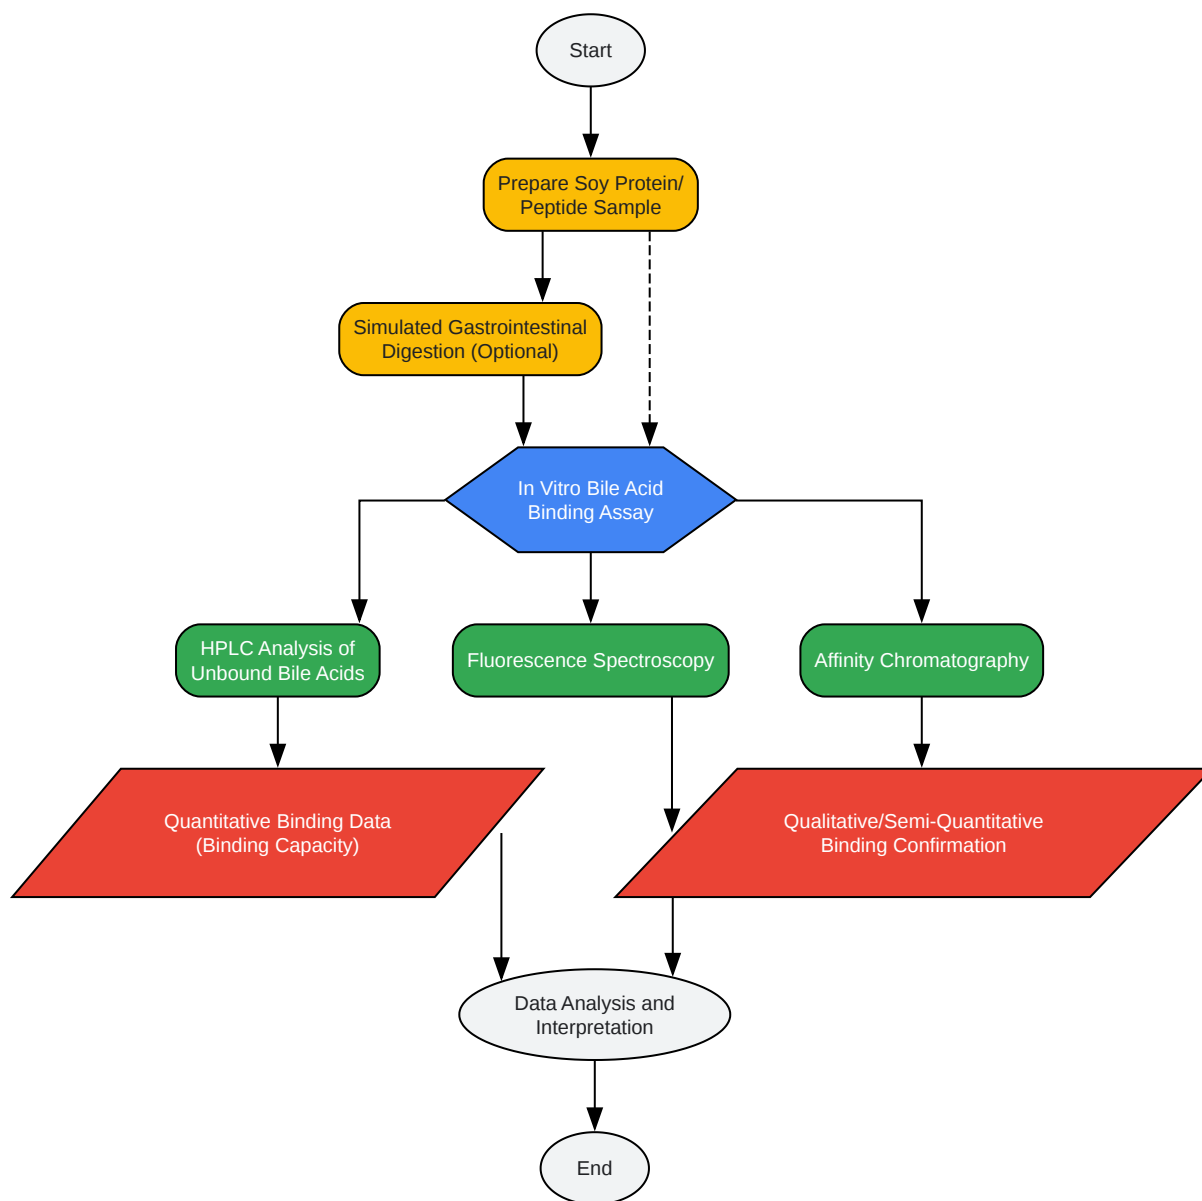 Start
Prepare Soy Protein/
Peptide Sample
Simulated Gastrointestinal
Digestion (Optional)
In Vitro Bile Acid
Binding Assay
HPLC Analysis of
Unbound Bile Acids
Fluorescence Spectroscopy
Affinity Chromatography
Quantitative Binding Data
(Binding Capacity)
Qualitative/Semi-Quantitative
Binding Confirmation
Data Analysis and
Interpretation
End